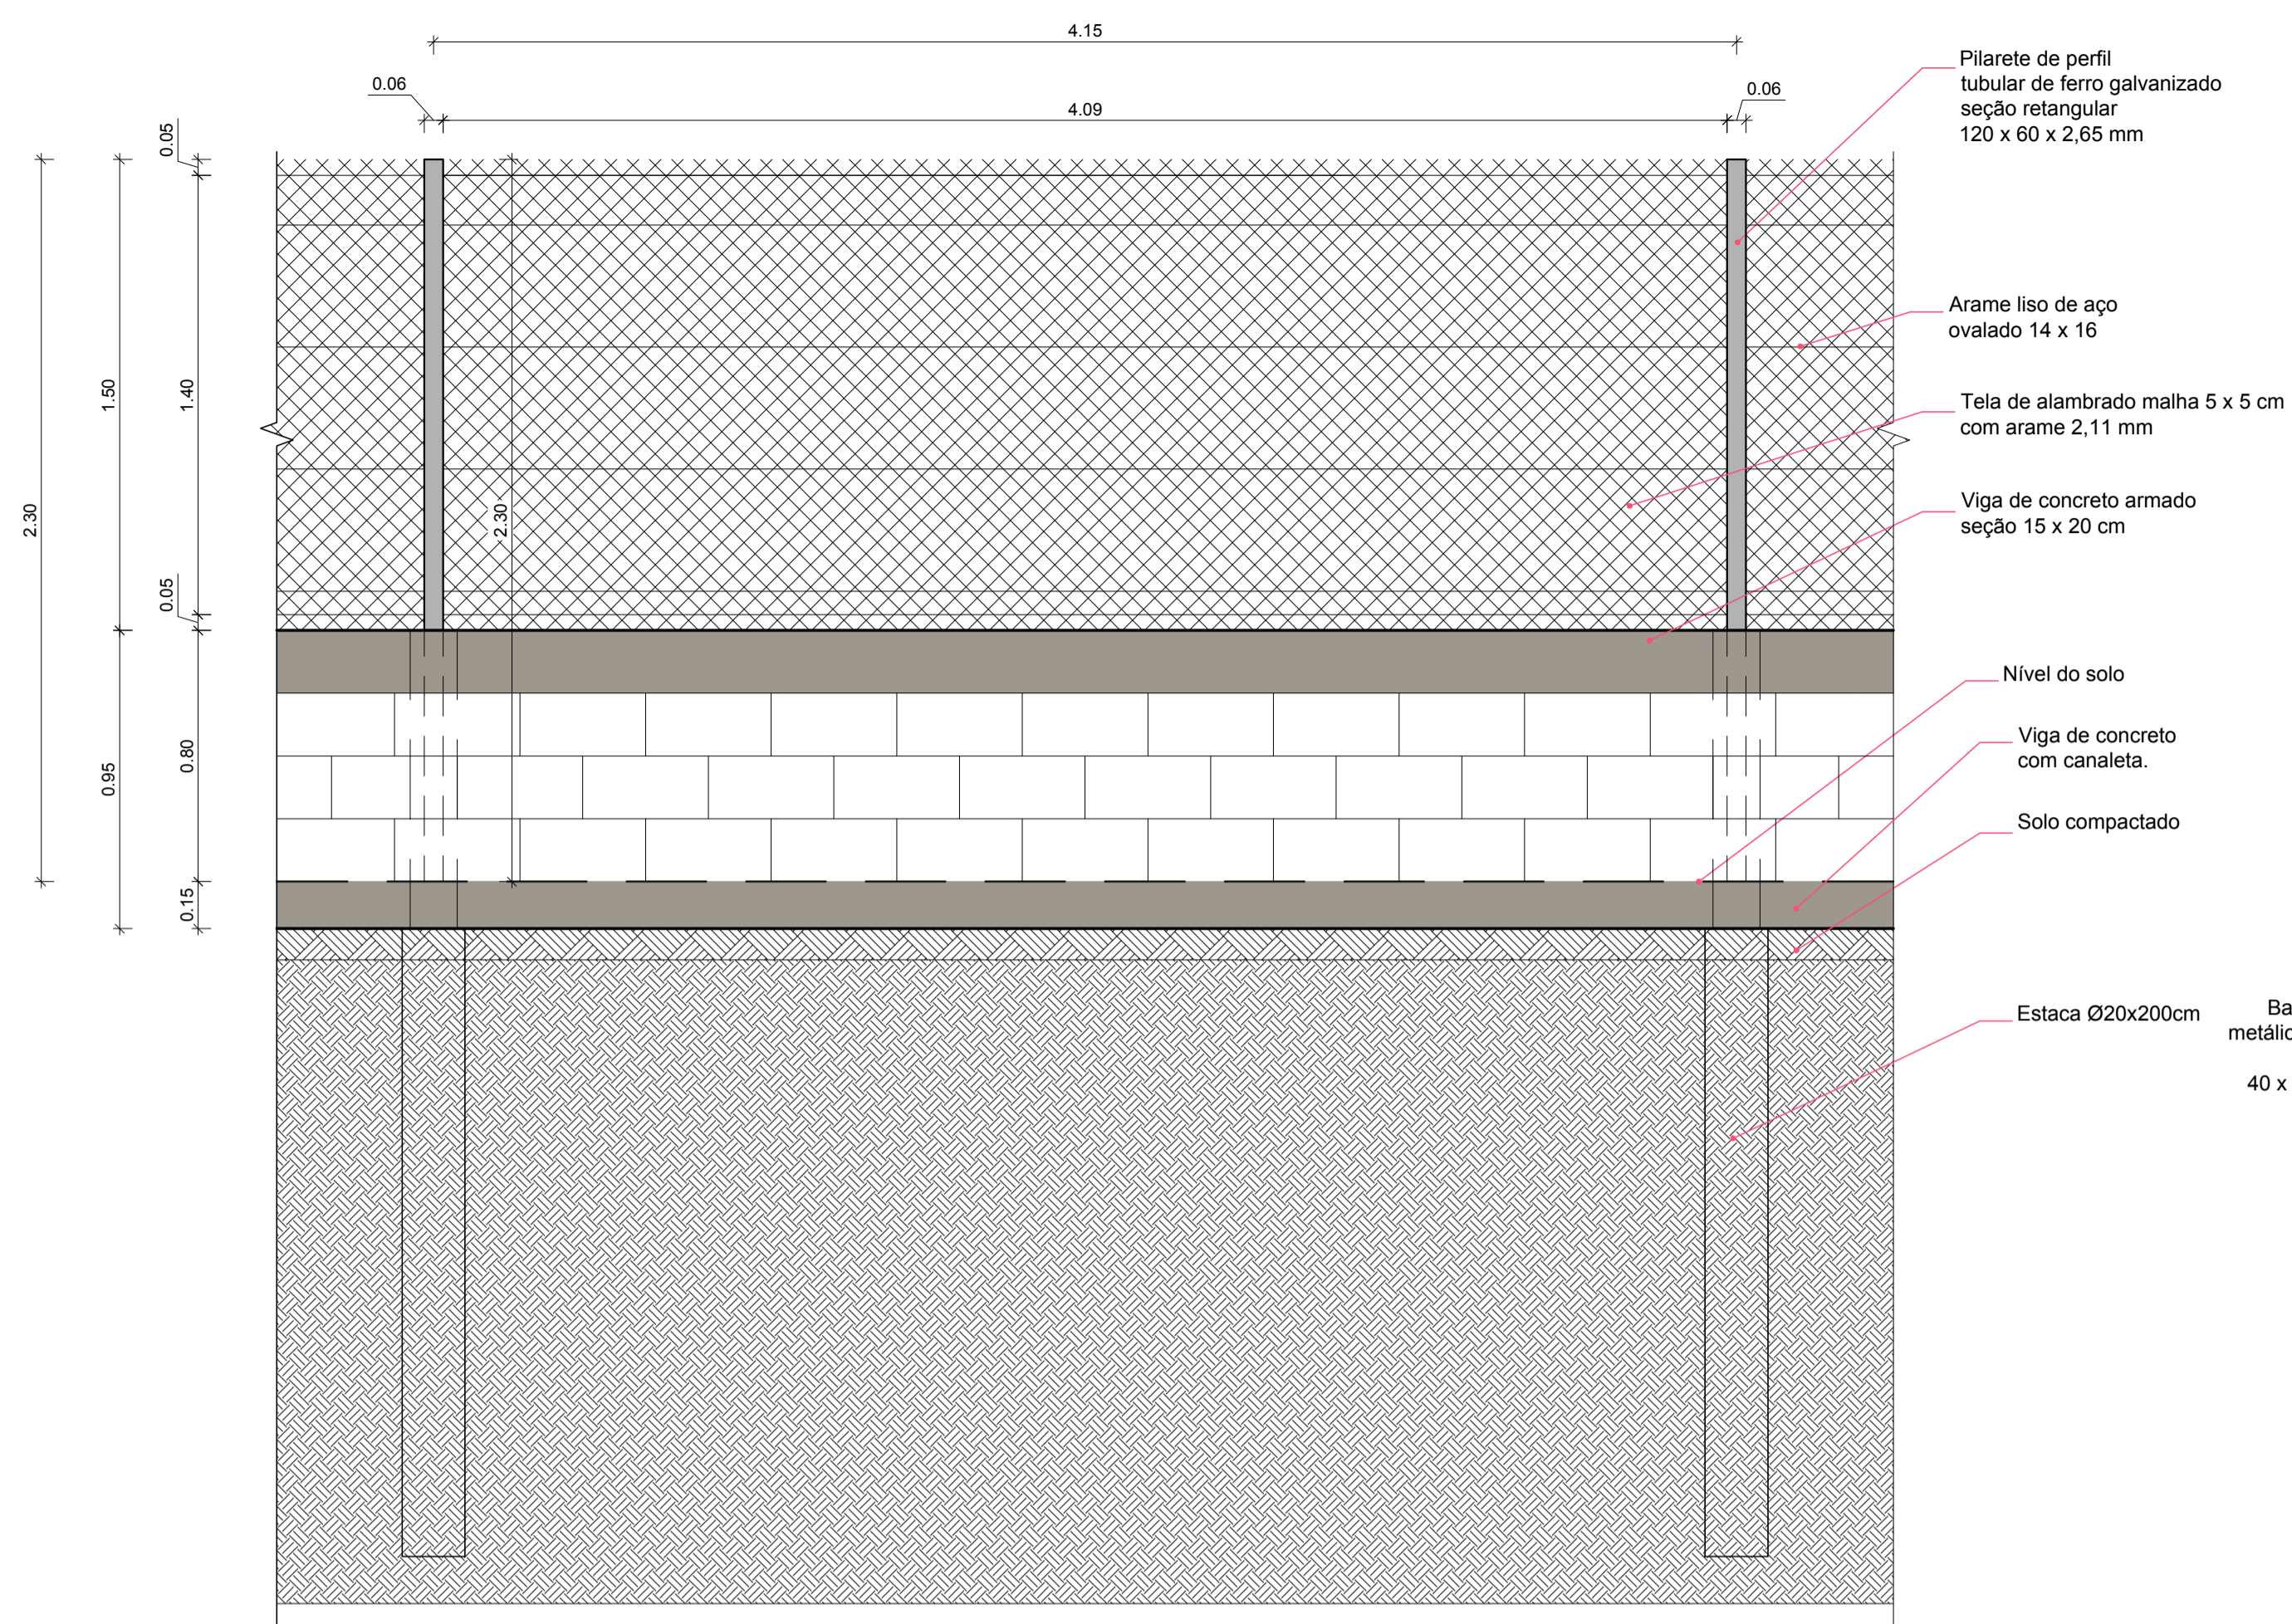 4.15
0.06
4.09
0.06
0.05
1.50
1.40
2.30
2.30
0.05
0.95
0.80
0.15
Pilarete de perfil
tubular de ferro galvanizado
seção retangular
120 x 60 x 2,65 mm
Arame liso de aço
ovalado 14 x 16
Tela de alambrado malha 5 x 5 cm
com arame 2,11 mm
Viga de concreto armado
seção 15 x 20 cm
Nível do solo
Viga de concreto
com canaleta.
Solo compactado
Estaca Ø20x200cm
Ba
metálic
40 x